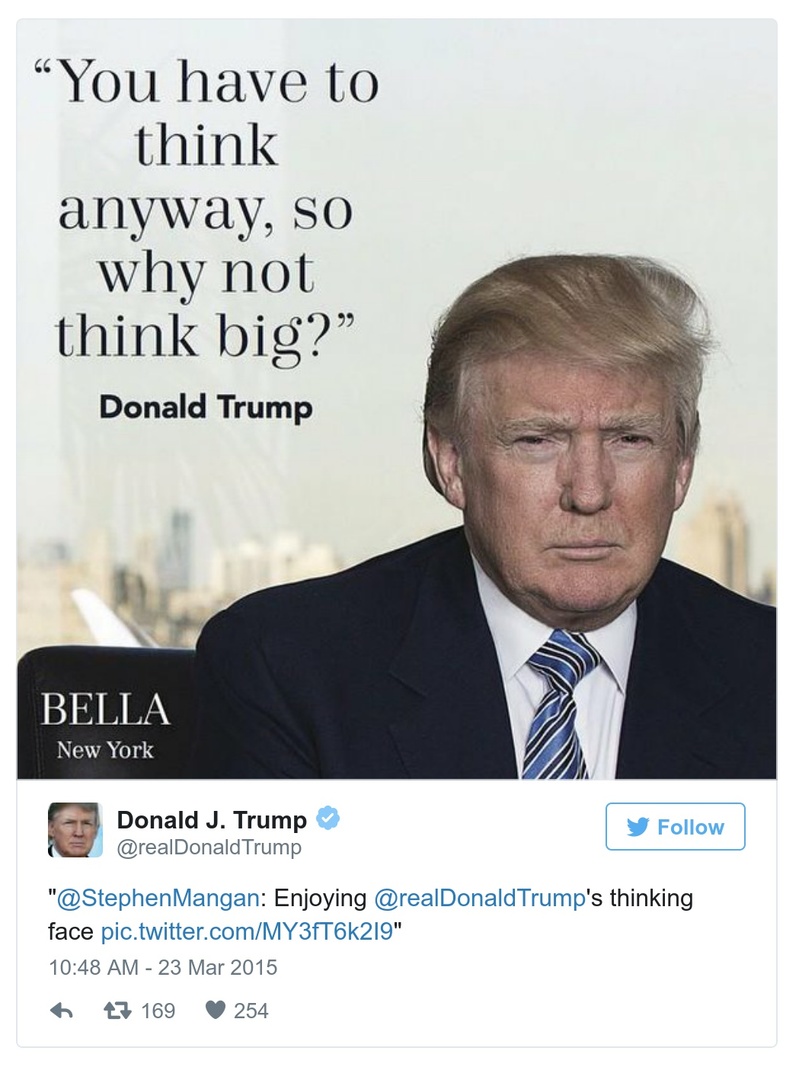 “You have to
think
anyway, so
why not
think big?”
Donald Trump
BELLA
New York
Donald J. Trump
@realDonaldTrump
Follow
"@StephenMangan: Enjoying @realDonaldTrump's thinking
face pic.twitter.com/MY3fT6k2I9"
10:48 AM - 23 Mar 2015
169
254